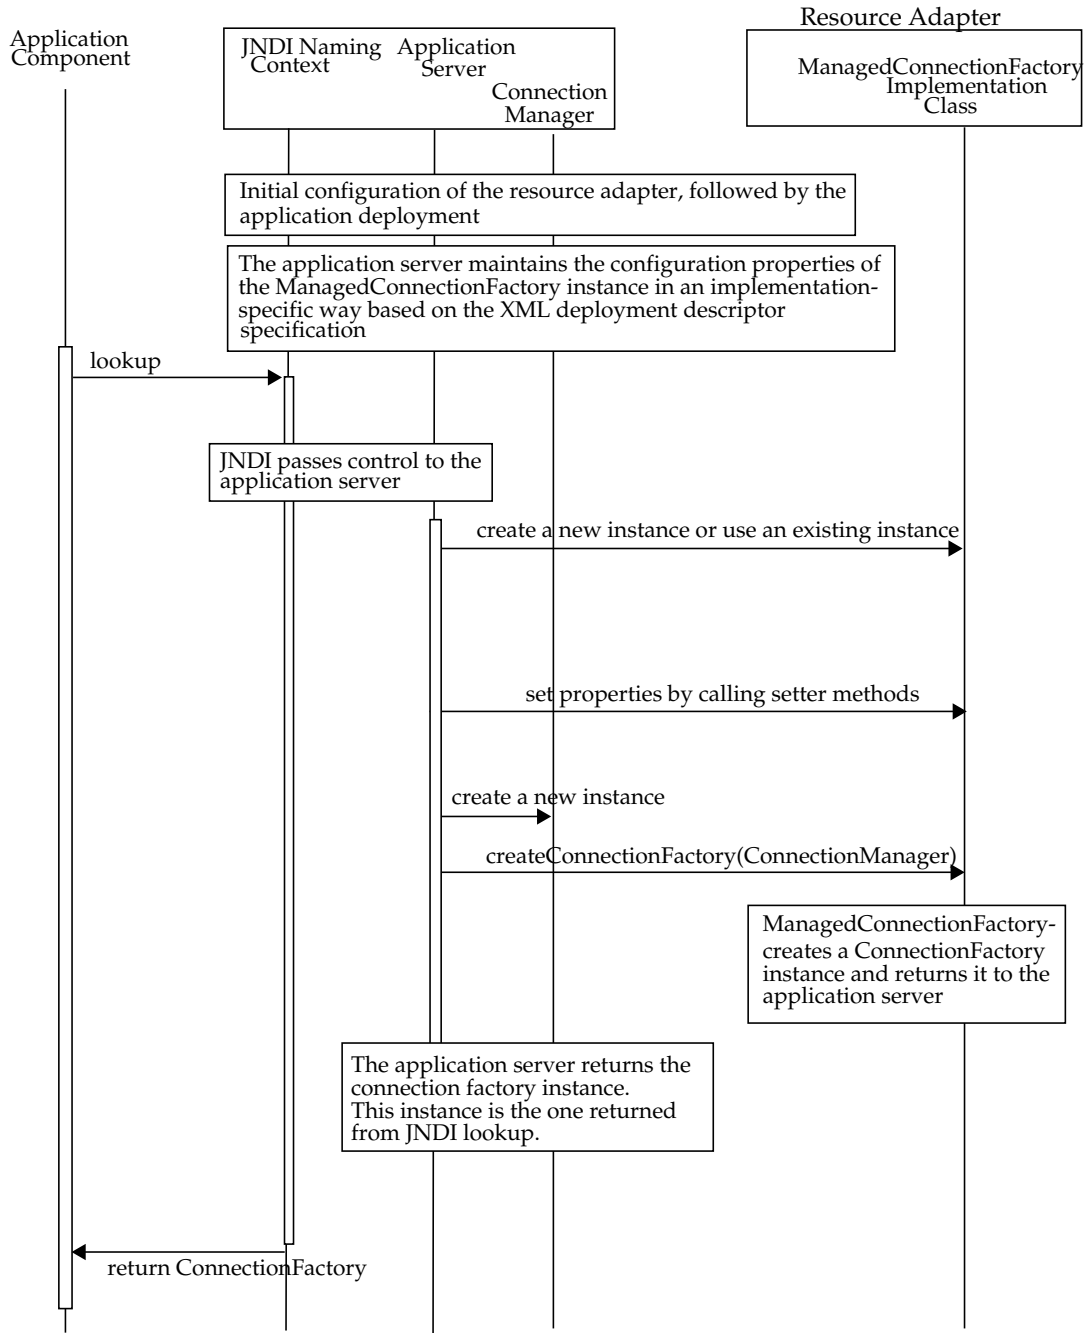 Resource Adapter
Application
Component
JNDI Naming
Context
Application
Server
Connection
Manager
ManagedConnectionFactory
Implementation
Class
Initial configuration of the resource adapter, followed by the
application deployment
The application server maintains the configuration properties of
the ManagedConnectionFactory instance in an implementation-
specific way based on the XML deployment descriptor
specification
lookup
JNDI passes control to the
application server
create a new instance or use an existing instance
set properties by calling setter methods
create a new instance
createConnectionFactory(ConnectionManager)
ManagedConnectionFactory-
creates a ConnectionFactory
instance and returns it to the
application server
The application server returns the
connection factory instance.
This instance is the one returned
from JNDI lookup.
return ConnectionFactory